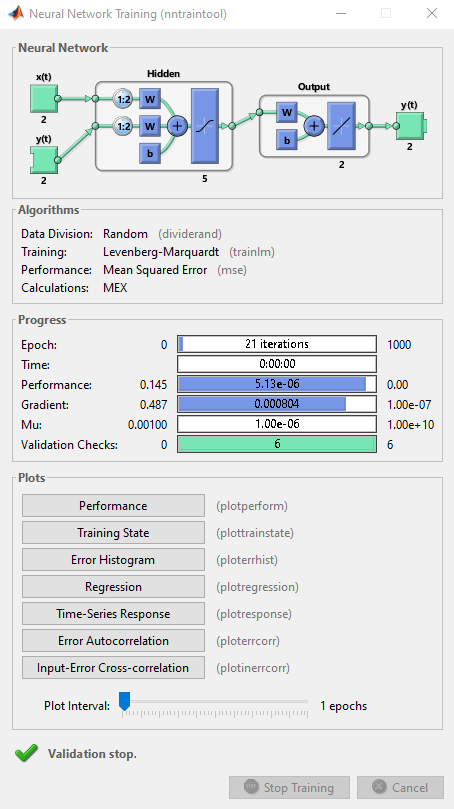 Neural Network Training (nntraintool)
Neural Network
Hidden
Output
x(t)
y(t)
1:2 W
1:2 W
b
W
b
y(t)
2
2
5
2
2
Algorithms
Data Division: Random (dividerand)
Training: Levenberg-Marquardt (trainlm)
Performance: Mean Squared Error (mse)
Calculations: MEX
Progress
Epoch: 0 21 iterations 1000
Time: 0:00:00
Performance: 0.145 5.13e-06 0.00
Gradient: 0.487 0.000804 1.00e-07
Mu: 0.00100 1.00e-06 1.00e+10
Validation Checks: 0 6 6
Plots
Performance (plotperform)
Training State (plottrainstate)
Error Histogram (ploterrhist)
Regression (plotregression)
Time-Series Response (plotresponse)
Error Autocorrelation (ploterrcorr)
Input-Error Cross-correlation (plotinerrcorr)
Plot Interval: 1 epochs
Validation stop.
Stop Training Cancel